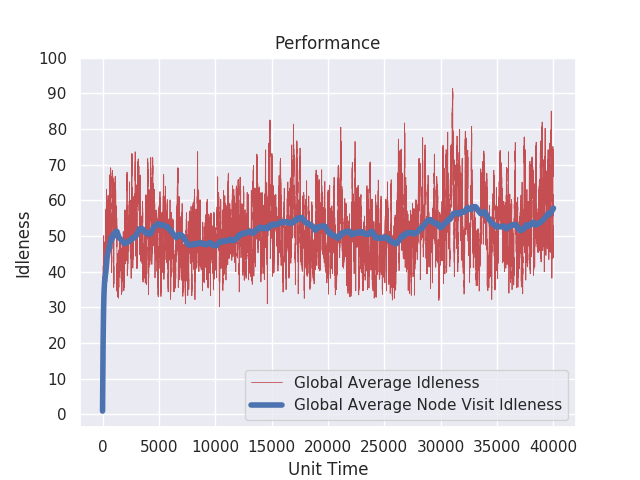 Performance
Idleness
100
90
80
70
60
50
40
30
20
10
0
Global Average Idleness
Global Average Node Visit Idleness
0 5000 10000 15000 20000 25000 30000 35000 40000
Unit Time